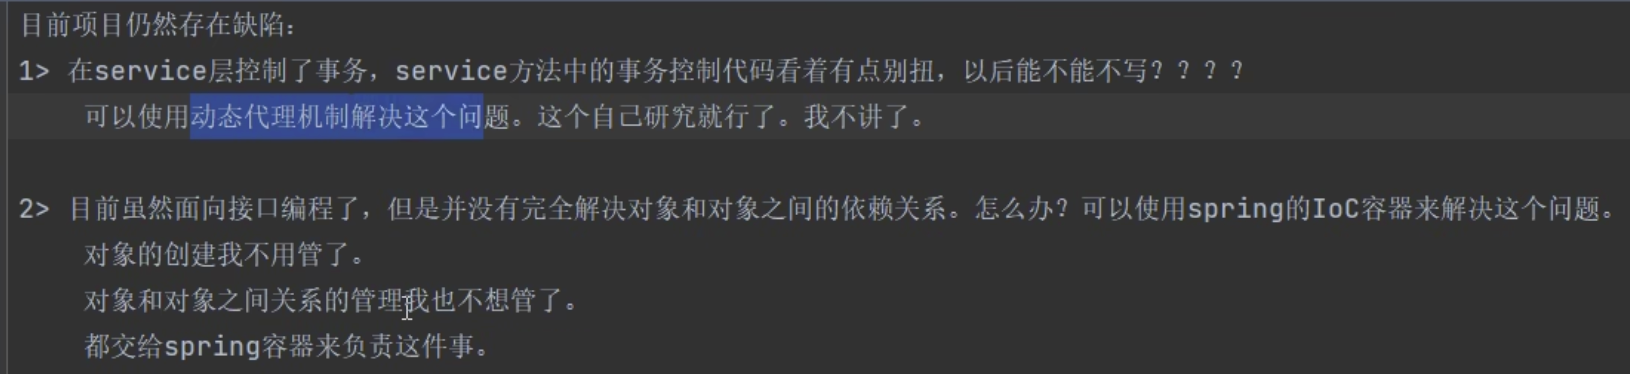 目前项目仍然存在缺陷：
1> 在service层控制了事务，service方法中的事务控制代码看着有点别扭，以后能不能不写？？？？
可以使用动态代理机制解决这个问题。这个自己研究就行了。我不讲了。
2> 目前虽然面向接口编程了，但是并没有完全解决对象和对象之间的依赖关系。怎么办？可以使用spring的IoC容器来解决这个问题。
对象的创建我不用管了。
对象和对象之间关系的管理我也不想管了。
都交给spring容器来负责这件事。